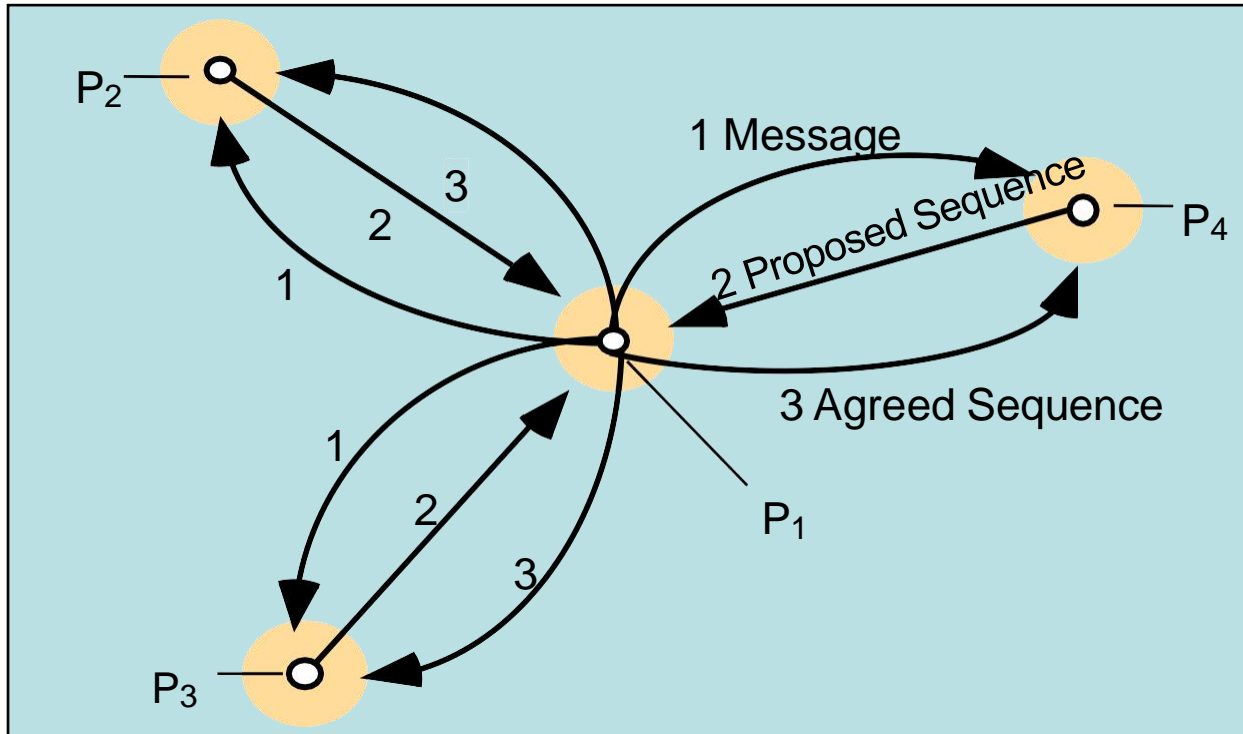 P2
1 Message
2 Proposed Sequence
P4
3
2
1
3 Agreed Sequence
1
2
P1
3
P3